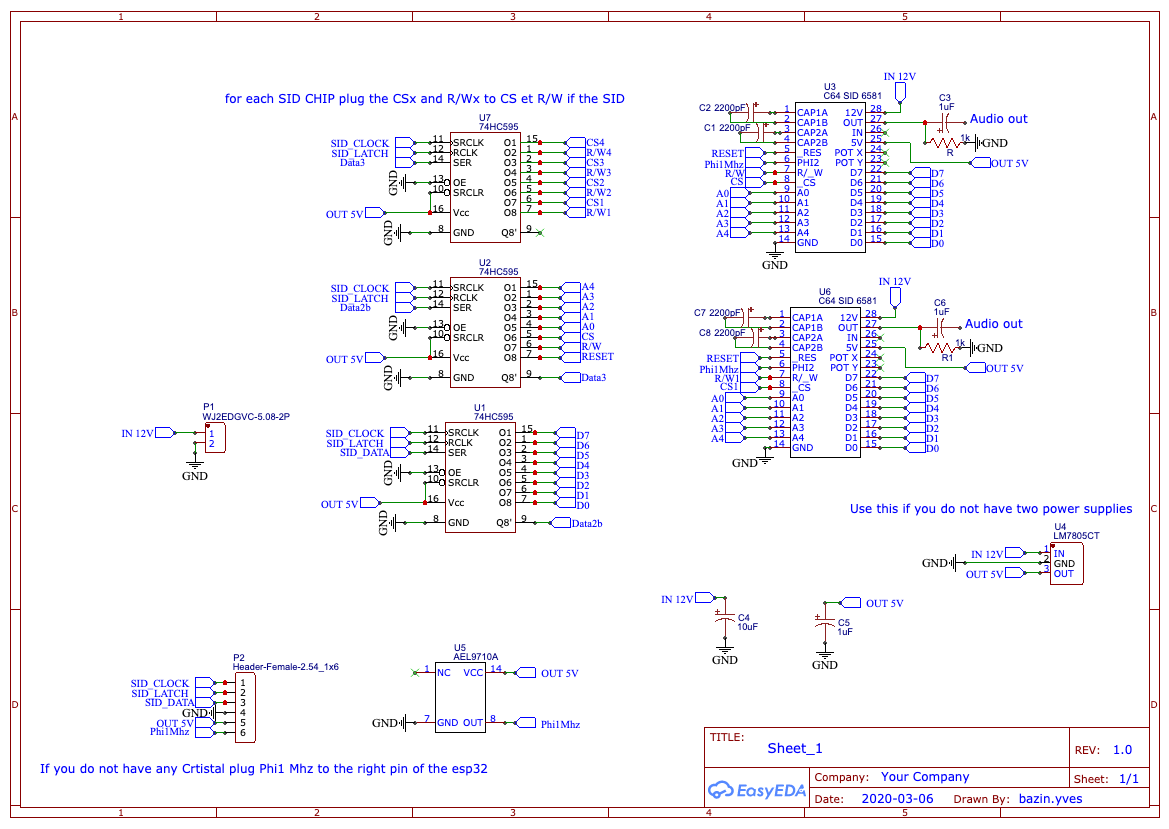 1 2 3 4 5
A
B
C
D
for each SID CHIP plug the CSx and R/Wx to CS et R/W if the SID
U7
74HC595
SID_CLOCK 11 SRCLK O1 15 CS4
SID_LATCH 12 RCLK O2 1 R/W4
Data3 14 SER O3 2 CS3
O4 3 R/W3
GND 13 OE O5 4 CS2
10 SRCLR O6 5 R/W2
O7 6 CS1
OUT 5V 16 Vcc O8 7 R/W1
GND 8 GND Q8' 9
U2
74HC595
SID_CLOCK 11 SRCLK O1 15 A4
SID_LATCH 12 RCLK O2 1 A3
Data2b 14 SER O3 2 A2
O4 3 A1
GND 13 OE O5 4 A0
10 SRCLR O6 5 CS
O7 6 R/W
OUT 5V 16 Vcc O8 7 RESET
GND 8 GND Q8' 9 Data3
U1
74HC595
SID_CLOCK 11 SRCLK O1 15 D7
SID_LATCH 12 RCLK O2 1 D6
SID_DATA 14 SER O3 2 D5
O4 3 D4
GND 13 OE O5 4 D3
10 SRCLR O6 5 D2
O7 6 D1
OUT 5V 16 Vcc O8 7 D0
GND 8 GND Q8' 9 Data2b
P1
WJ2EDGVC-5.08-2P
IN 12V 1
2
GND
IN 12V
U3
C64 SID 6581
C2 2200pF
C1 2200pF
1 CAP1A 12V 28
2 CAP1B OUT 27
3 CAP2A IN 26
4 CAP2B 5V 25
RESET 5 _RES POT X 24
Phi1Mhz 6 PHI2 POT Y 23
R/W 7 R/_W D7 22 D7
CS 8 _CS D6 21 D6
A0 9 A0 D5 20 D5
A1 10 A1 D4 19 D4
A2 11 A2 D3 18 D3
A3 12 A3 D2 17 D2
A4 13 A4 D1 16 D1
14 GND D0 15 D0
GND
C3
1uF
Audio out
1k
R
GND
OUT 5V
IN 12V
U6
C64 SID 6581
C7 2200pF
C8 2200pF
1 CAP1A 12V 28
2 CAP1B OUT 27
3 CAP2A IN 26
4 CAP2B 5V 25
RESET 5 _RES POT X 24
Phi1Mhz 6 PHI2 POT Y 23
R/W1 7 R/_W D7 22 D7
CS1 8 _CS D6 21 D6
A0 9 A0 D5 20 D5
A1 10 A1 D4 19 D4
A2 11 A2 D3 18 D3
A3 12 A3 D2 17 D2
A4 13 A4 D1 16 D1
14 GND D0 15 D0
GND
C6
1uF
Audio out
1k
R1
GND
OUT 5V
Use this if you do not have two power supplies
U4
LM7805CT
IN 12V 1 IN
GND 2 GND
OUT 5V 3 OUT
IN 12V
C4
10uF
GND
OUT 5V
C5
1uF
GND
P2
Header-Female-2.54_1x6
SID_CLOCK 1
SID_LATCH 2
SID_DATA 3
GND 4
OUT 5V 5
Phi1Mhz 6
U5
AEL9710A
1 NC VCC 14 OUT 5V
GND 7 GND OUT 8 Phi1Mhz
If you do not have any Crtistal plug Phi1 Mhz to the right pin of the esp32
TITLE:
Sheet_1
REV: 1.0
EasyEDA
Company: Your Company
Sheet: 1/1
Date: 2020-03-06 Drawn By: bazin.yves
A
B
C
D
1 2 3 4 5